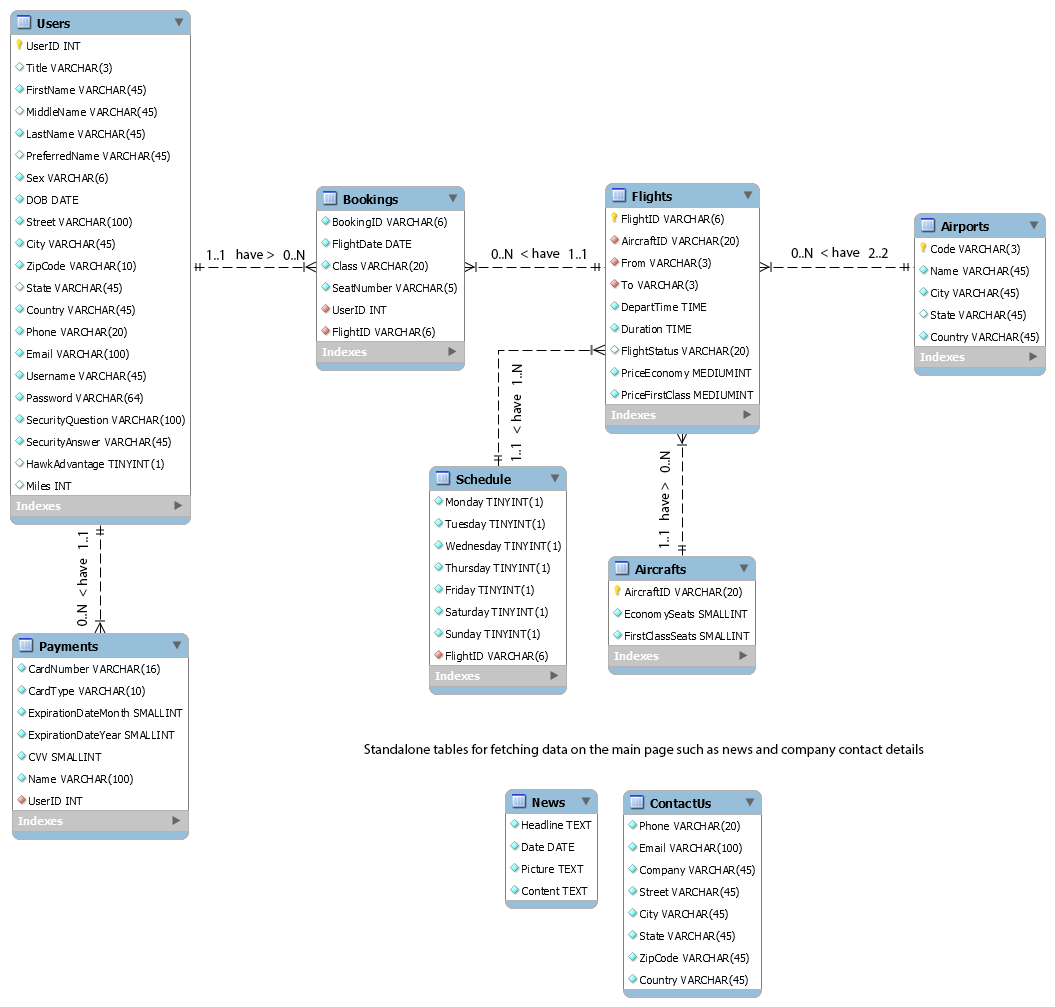 Users
UserID INT
Title VARCHAR(3)
FirstName VARCHAR(45)
MiddleName VARCHAR(45)
LastName VARCHAR(45)
PreferredName VARCHAR(45)
Sex VARCHAR(6)
DOB DATE
Street VARCHAR(100)
City VARCHAR(45)
ZipCode VARCHAR(10)
State VARCHAR(45)
Country VARCHAR(45)
Phone VARCHAR(20)
Email VARCHAR(100)
Username VARCHAR(45)
Password VARCHAR(64)
SecurityQuestion VARCHAR(100)
SecurityAnswer VARCHAR(45)
HawkAdvantage TINYINT(1)
Miles INT
Indexes
1..1 have > 0..N
Bookings
BookingID VARCHAR(6)
FlightDate DATE
Class VARCHAR(20)
SeatNumber VARCHAR(5)
UserID INT
FlightID VARCHAR(6)
Indexes
0..N < have 1..1
Flights
FlightID VARCHAR(6)
AircraftID VARCHAR(20)
From VARCHAR(3)
To VARCHAR(3)
DepartTime TIME
Duration TIME
FlightStatus VARCHAR(20)
PriceEconomy MEDIUMINT
PriceFirstClass MEDIUMINT
Indexes
0..N < have 2..2
Airports
Code VARCHAR(3)
Name VARCHAR(45)
City VARCHAR(45)
State VARCHAR(45)
Country VARCHAR(45)
Indexes
1..1 < have 1..N
Schedule
Monday TINYINT(1)
Tuesday TINYINT(1)
Wednesday TINYINT(1)
Thursday TINYINT(1)
Friday TINYINT(1)
Saturday TINYINT(1)
Sunday TINYINT(1)
FlightID VARCHAR(6)
Indexes
1..1 have > 0..N
Aircrafts
AircraftID VARCHAR(20)
EconomySeats SMALLINT
FirstClassSeats SMALLINT
Indexes
0..N < have 1..1
Payments
CardNumber VARCHAR(16)
CardType VARCHAR(10)
ExpirationDateMonth SMALLINT
ExpirationDateYear SMALLINT
CVV SMALLINT
Name VARCHAR(100)
UserID INT
Indexes
Standalone tables for fetching data on the main page such as news and company contact details
News
Headline TEXT
Date DATE
Picture TEXT
Content TEXT
ContactUs
Phone VARCHAR(20)
Email VARCHAR(100)
Company VARCHAR(45)
Street VARCHAR(45)
City VARCHAR(45)
State VARCHAR(45)
ZipCode VARCHAR(45)
Country VARCHAR(45)